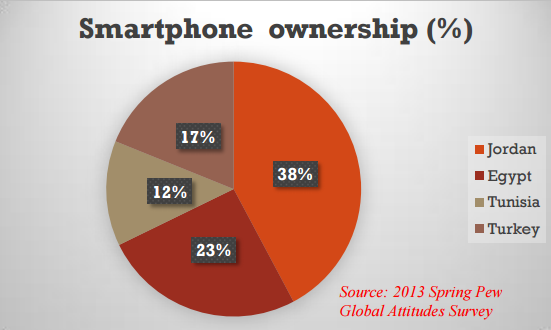 Smartphone ownership (%)
17%
38%
12%
23%
Jordan
Egypt
Tunisia
Turkey
Source: 2013 Spring Pew
Global Attitudes Survey